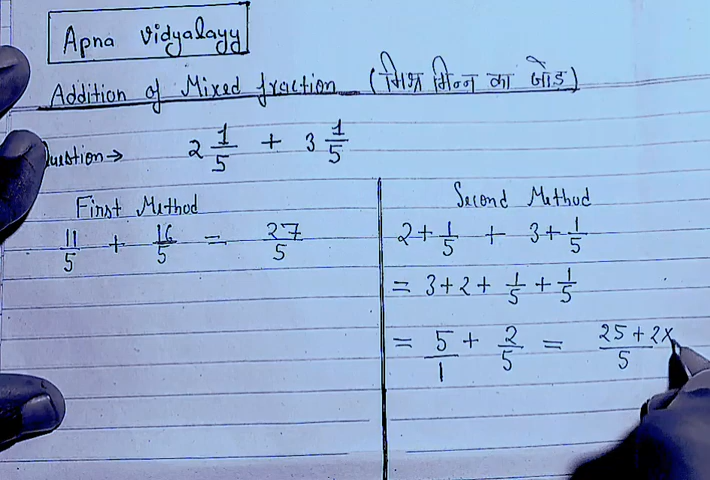 Apna Vidyalayy
Addition of Mixed fraction (मिश्र भिन्न का जोड़)
Question → 2 1/5 + 3 1/5
First Method
11/5 + 16/5 = 27/5
Second Method
2 + 1/5 + 3 + 1/5
= 3 + 2 + 1/5 + 1/5
= 5/1 + 2/5 = 25 + 2x/5